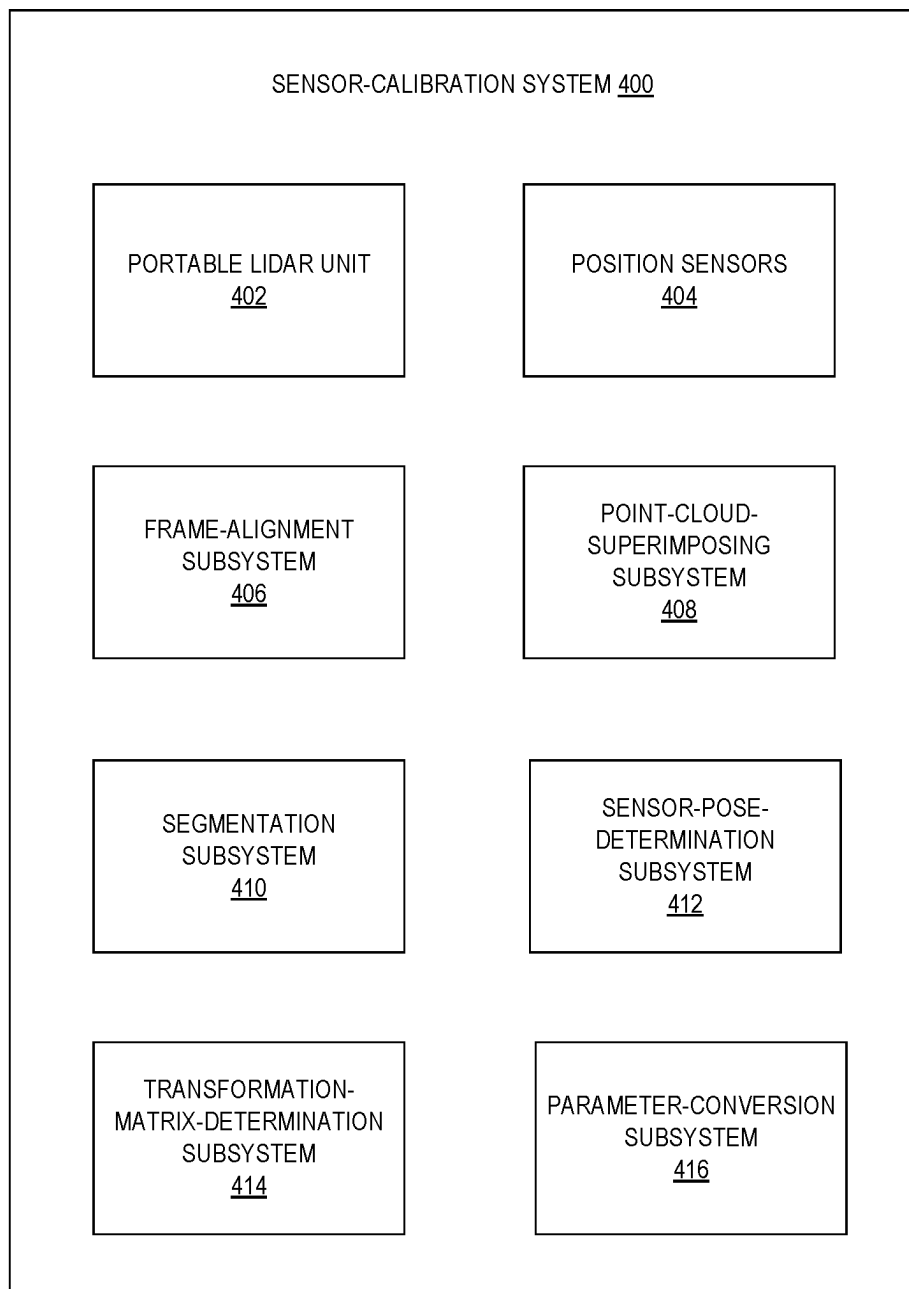 SENSOR-CALIBRATION SYSTEM 400
PORTABLE LIDAR UNIT
402
POSITION SENSORS
404
FRAME-ALIGNMENT
SUBSYSTEM
406
POINT-CLOUD-
SUPERIMPOSING
SUBSYSTEM
408
SEGMENTATION
SUBSYSTEM
410
SENSOR-POSE-
DETERMINATION
SUBSYSTEM
412
TRANSFORMATION-
MATRIX-DETERMINATION
SUBSYSTEM
414
PARAMETER-CONVERSION
SUBSYSTEM
416